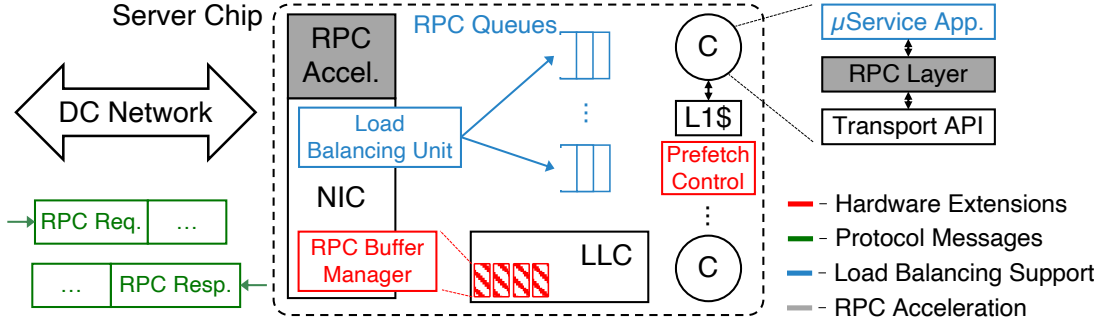 Server Chip
DC Network
RPC Req.
…
…
RPC Resp.
RPC
Accel.
RPC Queues
Load
Balancing Unit
NIC
RPC Buffer
Manager
LLC
C
L1$
Prefetch
Control
C
μService App.
RPC Layer
Transport API
- Hardware Extensions
- Protocol Messages
- Load Balancing Support
- RPC Acceleration